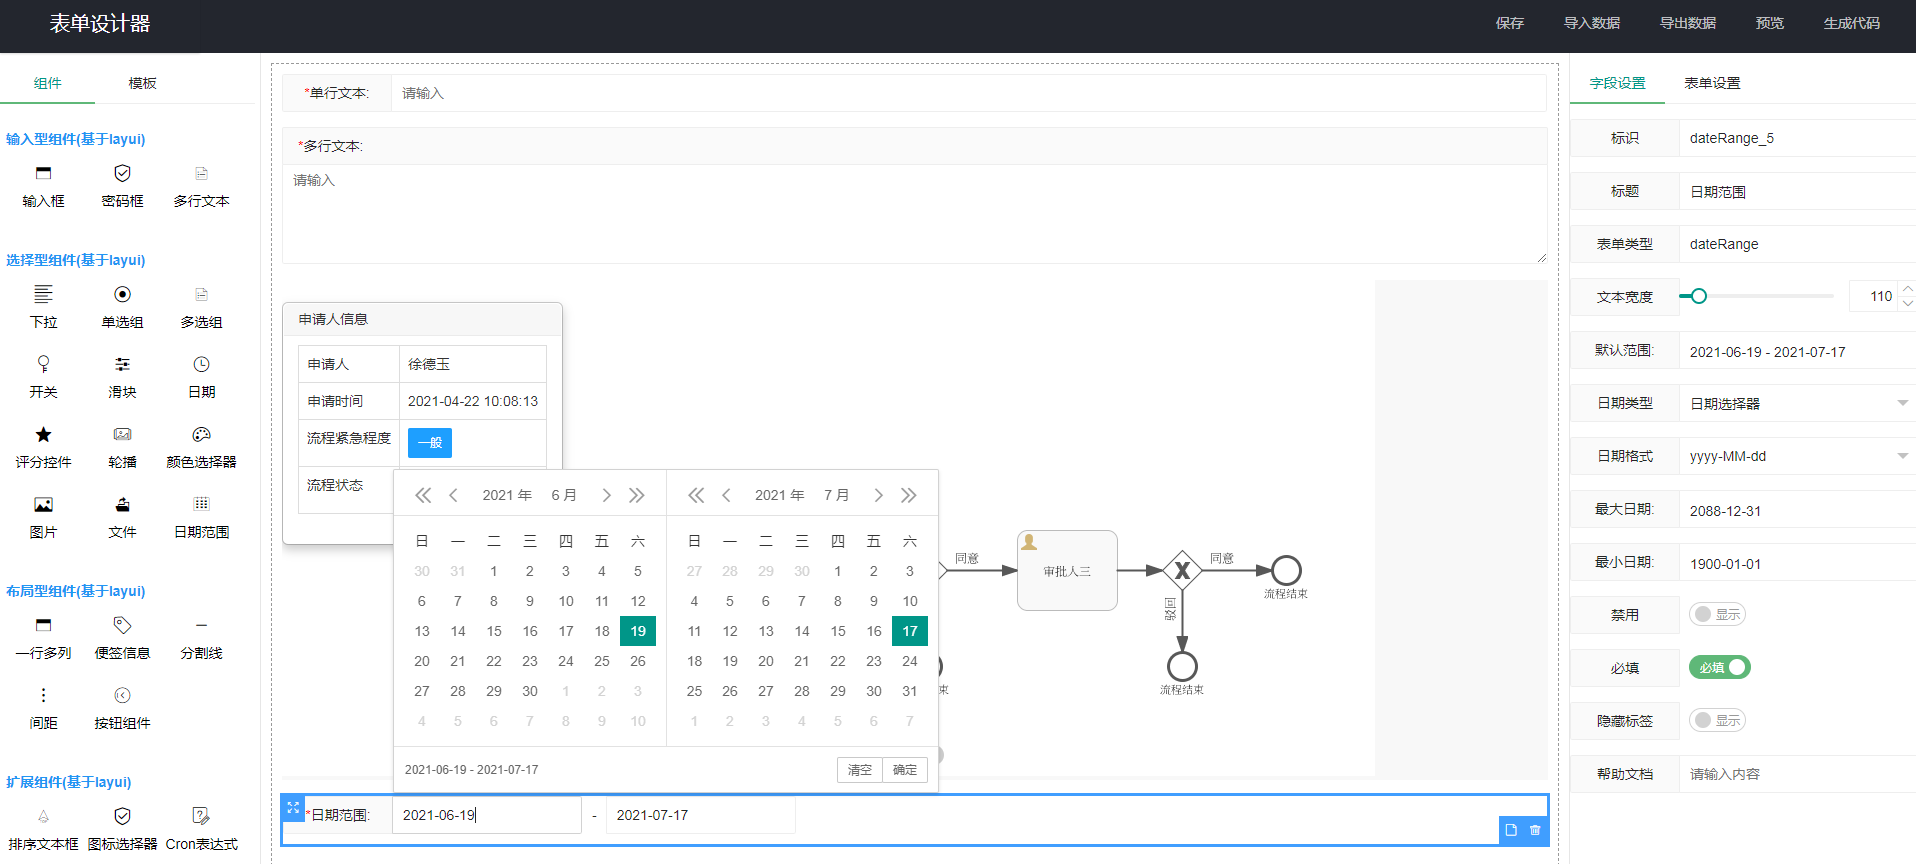 表单设计器
保存 导入数据 导出数据 预览 生成代码
组件 模板
输入型组件(基于layui)
输入框 密码框 多行文本
选择型组件(基于layui)
下拉 单选组 多选组
开关 滑块 日期
评分控件 轮播 颜色选择器
图片 文件 日期范围
布局型组件(基于layui)
一行多列 便签信息 分割线
间距 按钮组件
扩展组件(基于layui)
排序文本框 图标选择器 Cron表达式
*单行文本: 请输入
*多行文本:
请输入
申请人信息
申请人 徐德玉
申请时间 2021-04-22 10:08:13
流程紧急程度 一般
流程状态
同意 审批人三 同意 流程结束
驳回
流程结束
束
2021 年 6 月
日 一 二 三 四 五 六
30 31 1 2 3 4 5
6 7 8 9 10 11 12
13 14 15 16 17 18 19
20 21 22 23 24 25 26
27 28 29 30 1 2 3
4 5 6 7 8 9 10
2021 年 7 月
日 一 二 三 四 五 六
27 28 29 30 1 2 3
4 5 6 7 8 9 10
11 12 13 14 15 16 17
18 19 20 21 22 23 24
25 26 27 28 29 30 31
1 2 3 4 5 6 7
2021-06-19 - 2021-07-17 清空 确定
*日期范围: 2021-06-19 - 2021-07-17
字段设置 表单设置
标识 dateRange_5
标题 日期范围
表单类型 dateRange
文本宽度 110
默认范围: 2021-06-19 - 2021-07-17
日期类型 日期选择器
日期格式 yyyy-MM-dd
最大日期: 2088-12-31
最小日期: 1900-01-01
禁用 显示
必填 必填
隐藏标签 显示
帮助文档 请输入内容